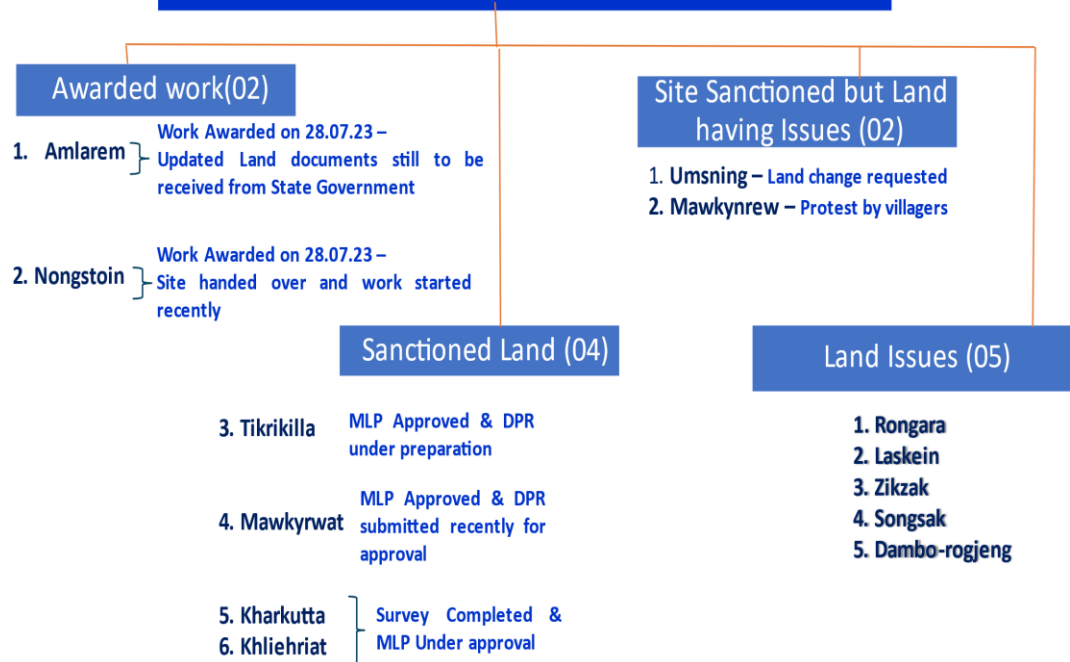 Awarded work(02)
1. Amlarem
Work Awarded on 28.07.23 –
Updated Land documents still to be
received from State Government
2. Nongstoin
Work Awarded on 28.07.23 –
Site handed over and work started
recently
Site Sanctioned but Land
having Issues (02)
1. Umsning – Land change requested
2. Mawkynrew – Protest by villagers
Sanctioned Land (04)
3. Tikrikilla
MLP Approved & DPR
under preparation
4. Mawkyrwat
MLP Approved & DPR
submitted recently for
approval
5. Kharkutta
6. Khliehriat
Survey Completed &
MLP Under approval
Land Issues (05)
1. Rongara
2. Laskein
3. Zikzak
4. Songsak
5. Dambo-rogjeng